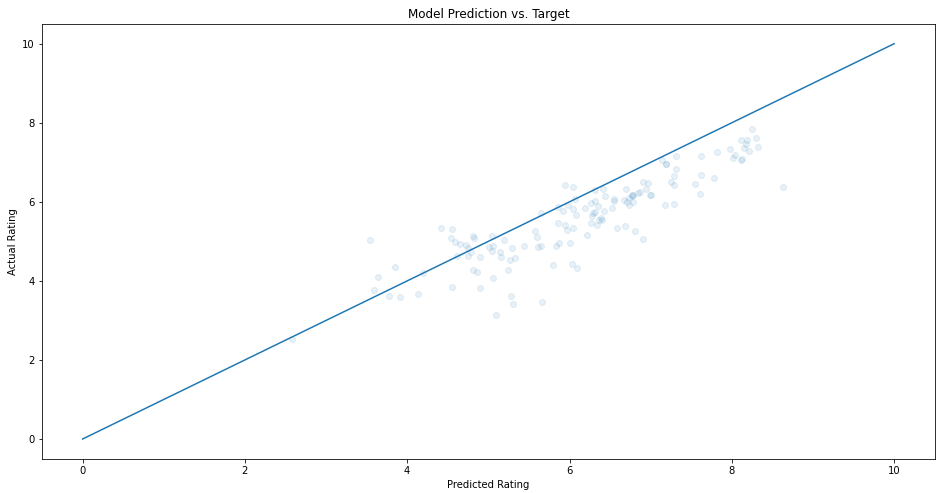 Model Prediction vs. Target
10
8
6
4
2
0
Actual Rating
0 2 4 6 8 10
Predicted Rating